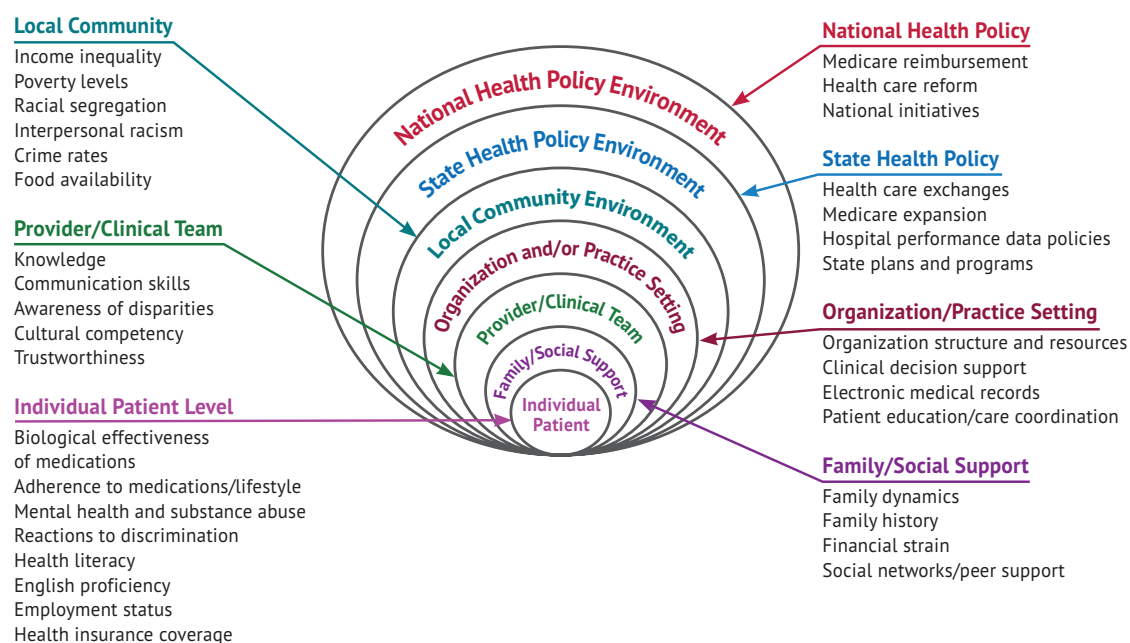 Local Community
Income inequality
Poverty levels
Racial segregation
Interpersonal racism
Crime rates
Food availability
Provider/Clinical Team
Knowledge
Communication skills
Awareness of disparities
Cultural competency
Trustworthiness
Individual Patient Level
Biological effectiveness
of medications
Adherence to medications/lifestyle
Mental health and substance abuse
Reactions to discrimination
Health literacy
English proficiency
Employment status
Health insurance coverage
National Health Policy Environment
State Health Policy Environment
Local Community Environment
Organization and/or Practice Setting
Provider/Clinical Team
Family/Social Support
Individual
Patient
National Health Policy
Medicare reimbursement
Health care reform
National initiatives
State Health Policy
Health care exchanges
Medicare expansion
Hospital performance data policies
State plans and programs
Organization/Practice Setting
Organization structure and resources
Clinical decision support
Electronic medical records
Patient education/care coordination
Family/Social Support
Family dynamics
Family history
Financial strain
Social networks/peer support